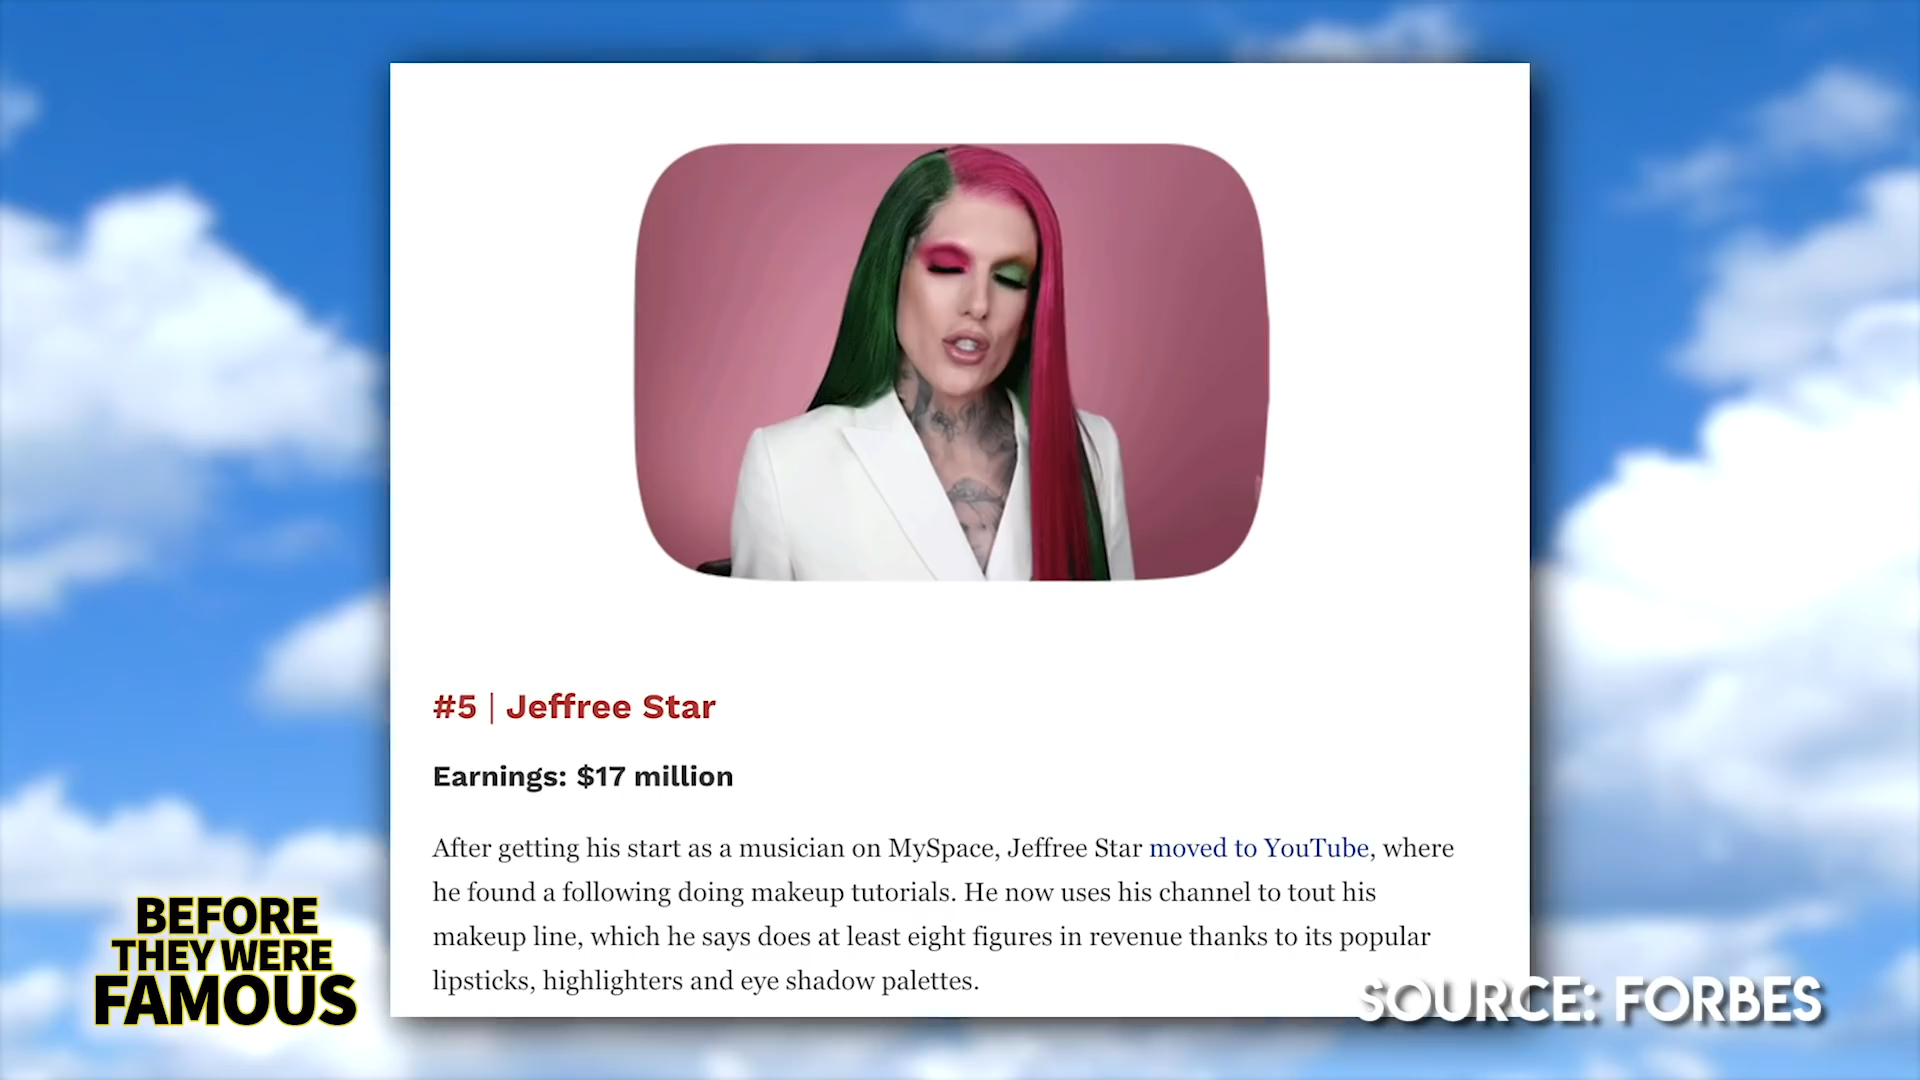 #5 | Jeffree Star
Earnings: $17 million
After getting his start as a musician on MySpace, Jeffree Star moved to YouTube, where
he found a following doing makeup tutorials. He now uses his channel to tout his
makeup line, which he says does at least eight figures in revenue thanks to its popular
lipsticks, highlighters and eye shadow palettes.
BEFORE
THEY WERE
FAMOUS
SOURCE: FORBES